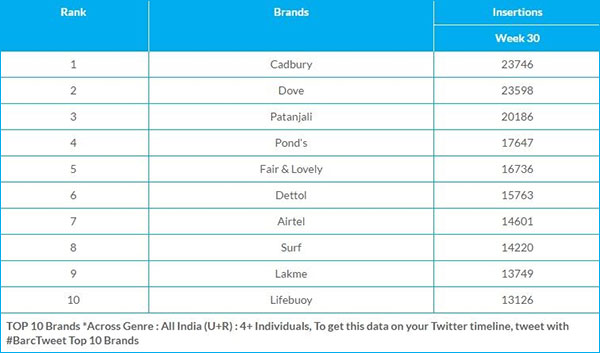 Rank Brands Insertions
Week 30
1 Cadbury 23746
2 Dove 23598
3 Patanjali 20186
4 Pond's 17647
5 Fair & Lovely 16736
6 Dettol 15763
7 Airtel 14601
8 Surf 14220
9 Lakme 13749
10 Lifebuoy 13126
TOP 10 Brands *Across Genre : All India (U+R) : 4+ Individuals, To get this data on your Twitter timeline, tweet with
#BarcTweet Top 10 Brands